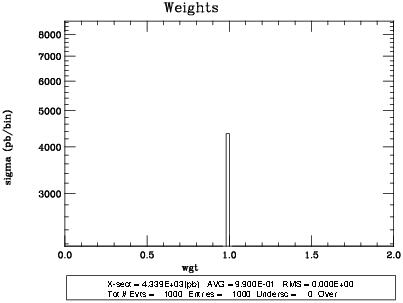 Weights
8000
7000
6000
5000
4000
3000
sigma (pb/bin)
0.0 0.5 1.0 1.5 2.0
wgt
X-sect = 4.339E+03(pb) AVG = 9.900E-01 RMS = 0.000E+00
Tot # Evts = 1000 Entries = 1000 Undersc = 0 Over